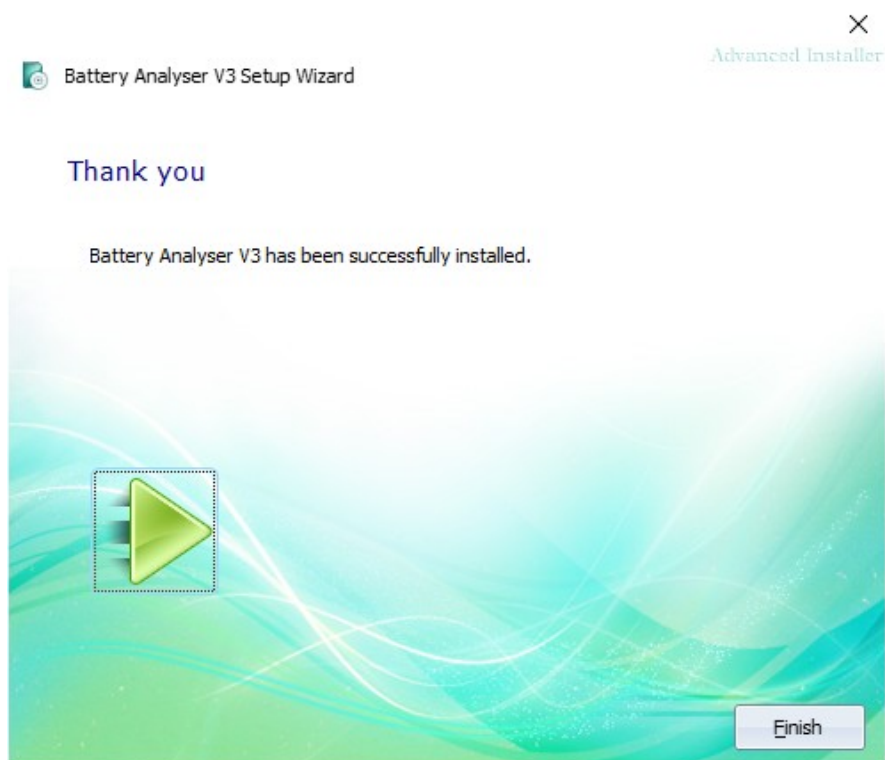 Advanced Installer
Battery Analyser V3 Setup Wizard
Thank you
Battery Analyser V3 has been successfully installed.
Finish